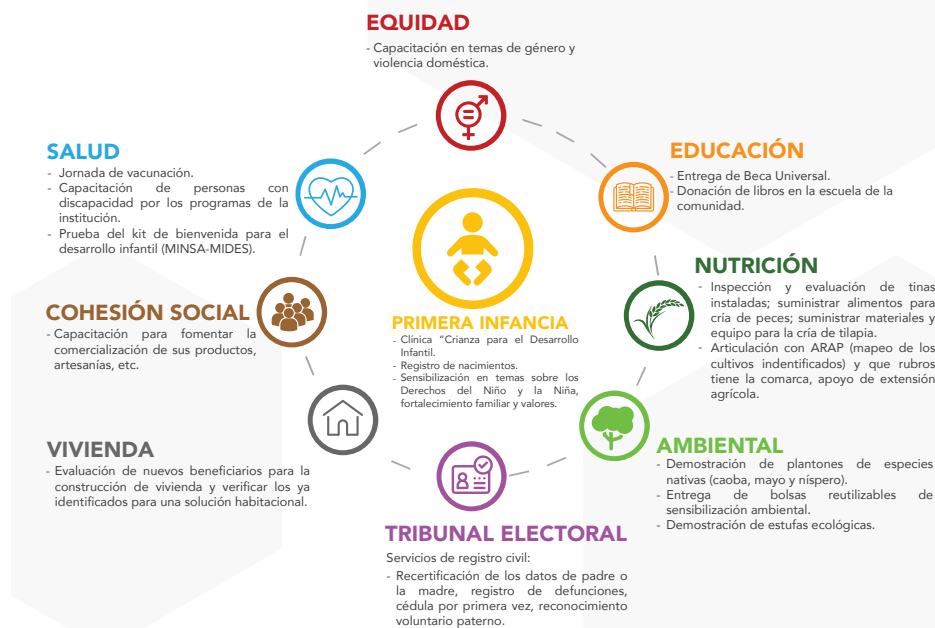 EQUIDAD
- Capacitación en temas de género y
violencia doméstica.
SALUD
- Jornada de vacunación.
- Capacitación de personas con
discapacidad por los programas de la
institución.
- Prueba del kit de bienvenida para el
desarrollo infantil (MINSA-MIDES).
EDUCACIÓN
- Entrega de Beca Universal.
- Donación de libros en la escuela de la
comunidad.
COHESIÓN SOCIAL
- Capacitación para fomentar la
comercialización de sus productos,
artesanías, etc.
PRIMERA INFANCIA
- Clínica “Crianza para el Desarrollo
Infantil.
- Registro de nacimientos.
- Sensibilización en temas sobre los
Derechos del Niño y la Niña,
fortalecimiento familiar y valores.
NUTRICIÓN
- Inspección y evaluación de tinas
instaladas; suministrar alimentos para
cría de peces; suministrar materiales y
equipo para la cría de tilapia.
- Articulación con ARAP (mapeo de los
cultivos indentificados) y que rubros
tiene la comarca, apoyo de extensión
agrícola.
VIVIENDA
- Evaluación de nuevos beneficiarios para la
construcción de vivienda y verificar los ya
identificados para una solución habitacional.
AMBIENTAL
- Demostración de plantones de especies
nativas (caoba, mayo y níspero).
- Entrega de bolsas reutilizables de
sensibilización ambiental.
- Demostración de estufas ecológicas.
TRIBUNAL ELECTORAL
Servicios de registro civil:
- Recertificación de los datos de padre o
la madre, registro de defunciones,
cédula por primera vez, reconocimiento
voluntario paterno.